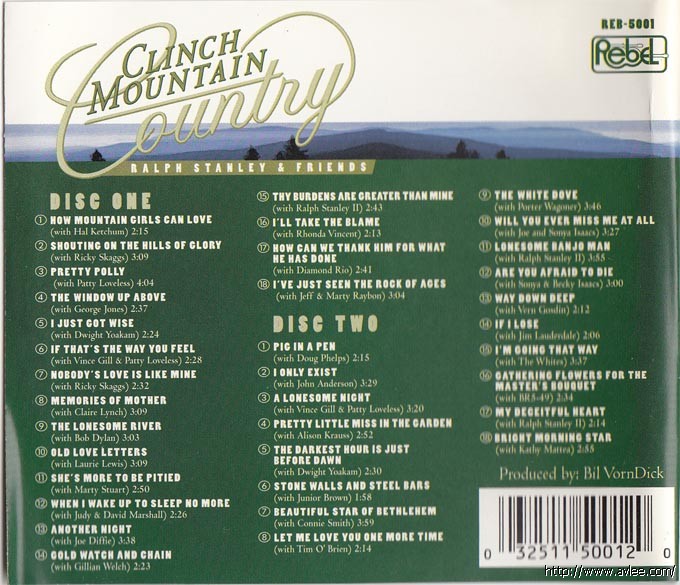 REB-5001
Rebel
CLINCH
MOUNTAIN
Country
RALPH STANLEY & FRIENDS
DISC ONE
① HOW MOUNTAIN GIRLS CAN LOVE
(with Hal Ketchum) 2:15
② SHOUTING ON THE HILLS OF GLORY
(with Ricky Skaggs) 3:09
③ PRETTY POLLY
(with Patty Loveless) 4:04
④ THE WINDOW UP ABOVE
(with George Jones) 2:37
⑤ I JUST GOT WISE
(with Dwight Yoakam) 2:24
⑥ IF THAT'S THE WAY YOU FEEL
(with Vince Gill & Patty Loveless) 2:28
⑦ NOBODY'S LOVE IS LIKE MINE
(with Ricky Skaggs) 2:32
⑧ MEMORIES OF MOTHER
(with Claire Lynch) 3:09
⑨ THE LONESOME RIVER
(with Bob Dylan) 3:03
⑩ OLD LOVE LETTERS
(with Laurie Lewis) 3:09
⑪ SHE'S MORE TO BE PITIED
(with Marty Stuart) 2:50
⑫ WHEN I WAKE UP TO SLEEP NO MORE
(with Judy & David Marshall) 2:26
⑬ ANOTHER NIGHT
(with Joe Diffie) 3:38
⑭ GOLD WATCH AND CHAIN
(with Gillian Welch) 2:23
⑮ THY BURDENS ARE GREATER THAN MINE
(with Ralph Stanley II) 2:43
⑯ I'LL TAKE THE BLAME
(with Rhonda Vincent) 2:13
⑰ HOW CAN WE THANK HIM FOR WHAT
HE HAS DONE
(with Diamond Rio) 2:41
⑱ I'VE JUST SEEN THE ROCK OF AGES
(with Jeff & Marty Raybon) 3:04
DISC TWO
① PIG IN A PEN
(with Doug Phelps) 2:15
② I ONLY EXIST
(with John Anderson) 3:29
③ A LONESOME NIGHT
(with Vince Gill & Patty Loveless) 3:20
④ PRETTY LITTLE MISS IN THE GARDEN
(with Alison Krauss) 2:52
⑤ THE DARKEST HOUR IS JUST
BEFORE DAWN
(with Dwight Yoakam) 2:30
⑥ STONE WALLS AND STEEL BARS
(with Junior Brown) 1:58
⑦ BEAUTIFUL STAR OF BETHLEHEM
(with Connie Smith) 3:59
⑧ LET ME LOVE YOU ONE MORE TIME
(with Tim O' Brien) 2:14
⑨ THE WHITE DOVE
(with Porter Wagoner) 3:46
⑩ WILL YOU EVER MISS ME AT ALL
(with Joe and Sonya Isaacs) 3:27
⑪ LONESOME BANJO MAN
(with Ralph Stanley II) 3:55
⑫ ARE YOU AFRAID TO DIE
(with Sonya & Becky Isaacs) 3:00
⑬ WAY DOWN DEEP
(with Vern Gosdin) 2:12
⑭ IF I LOSE
(with Jim Lauderdale) 2:06
⑮ I'M GOING THAT WAY
(with The Whites) 3:37
⑯ GATHERING FLOWERS FOR THE
MASTER'S BOUQUET
(with BR5-49) 2:34
⑰ MY DECEITFUL HEART
(with Ralph Stanley II) 2:14
⑱ BRIGHT MORNING STAR
(with Kathy Mattea) 2:55
Produced by: Bil VornDick
0 32511 50012 0
http://www.avlee.com/